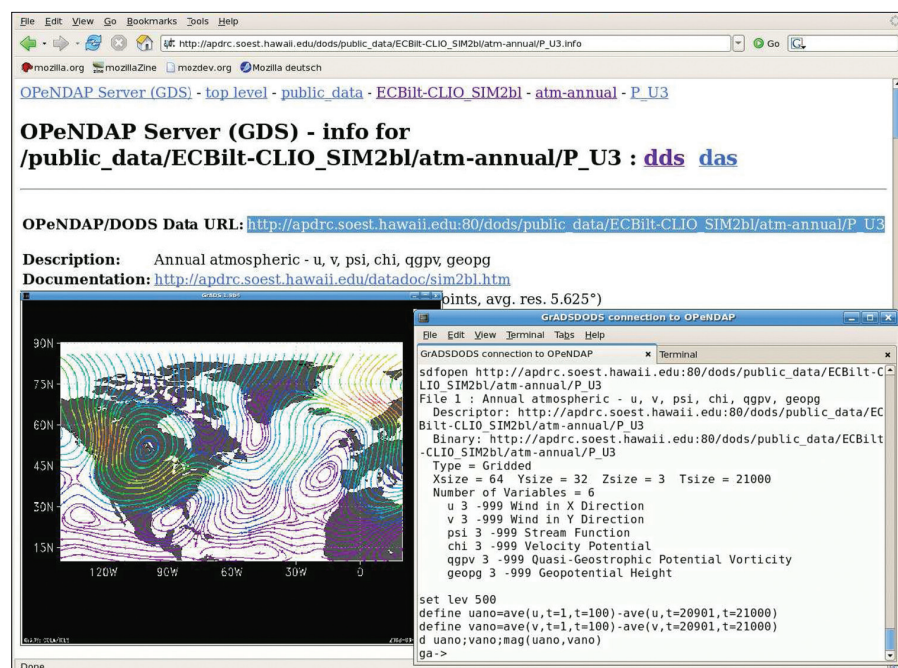 File Edit View Go Bookmarks Tools Help
http://apdrc.soest.hawaii.edu/dods/public_data/ECBilt-CLIO_SIM2bl/atm-annual/P_U3.info
Go
mozilla.org mozillaZine mozdev.org Mozilla deutsch
OPeNDAP Server (GDS) - top level - public_data - ECBilt-CLIO_SIM2bl - atm-annual - P_U3
OPeNDAP Server (GDS) - info for
/public_data/ECBilt-CLIO_SIM2bl/atm-annual/P_U3 : dds das
OPeNDAP/DODS Data URL: http://apdrc.soest.hawaii.edu:80/dods/public_data/ECBilt-CLIO_SIM2bl/atm-annual/P_U3
Description: Annual atmospheric - u, v, psi, chi, qgpv, geopg
Documentation: http://apdrc.soest.hawaii.edu/datadoc/sim2bl.htm
oints, avg. res. 5.625°)
90N
75N
60N
45N
30N
15N
120W 90W 60W 30W 0
GrADSDODS connection to OPeNDAP
File Edit View Terminal Tabs Help
GrADSDODS connection to OPeNDAP Terminal
sdfopen http://apdrc.soest.hawaii.edu:80/dods/public_data/ECBilt-C
LIO_SIM2bl/atm-annual/P_U3
File 1 : Annual atmospheric - u, v, psi, chi, qgpv, geopg
Descriptor: http://apdrc.soest.hawaii.edu:80/dods/public_data/EC
Bilt-CLIO_SIM2bl/atm-annual/P_U3
Binary: http://apdrc.soest.hawaii.edu:80/dods/public_data/ECBilt
-CLIO_SIM2bl/atm-annual/P_U3
Type = Gridded
Xsize = 64 Ysize = 32 Zsize = 3 Tsize = 21000
Number of Variables = 6
u 3 -999 Wind in X Direction
v 3 -999 Wind in Y Direction
psi 3 -999 Stream Function
chi 3 -999 Velocity Potential
qgpv 3 -999 Quasi-Geostrophic Potential Vorticity
geopg 3 -999 Geopotential Height
set lev 500
define uano=ave(u,t=1,t=100)-ave(u,t=20901,t=21000)
define vano=ave(v,t=1,t=100)-ave(v,t=20901,t=21000)
d uano;vano;mag(uano,vano)
ga->
Done